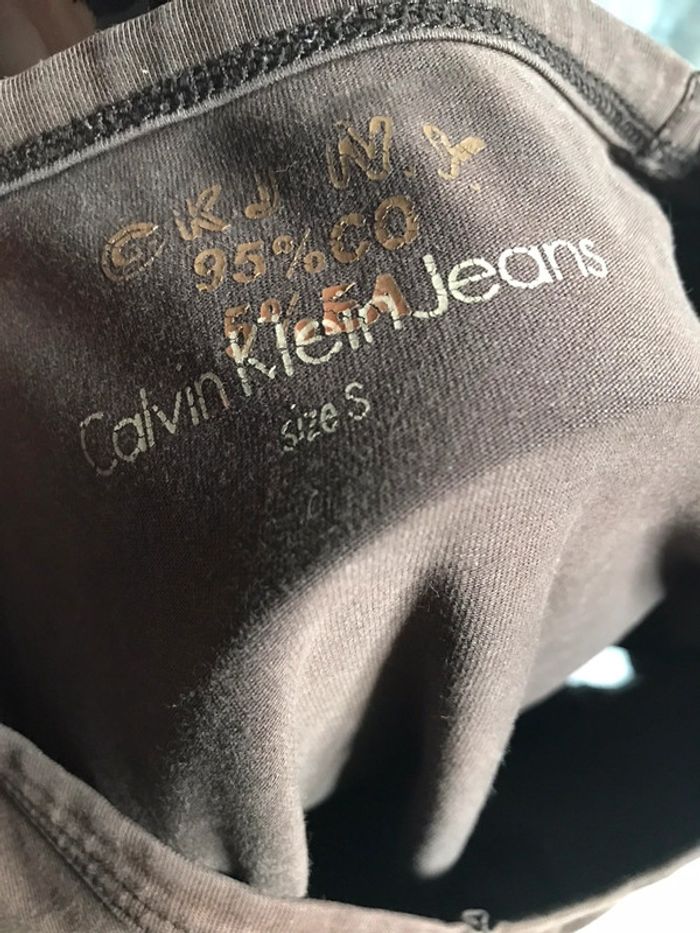 © cKJ N.Y
95%CO
5%EA
Calvin Klein Jeans
size S